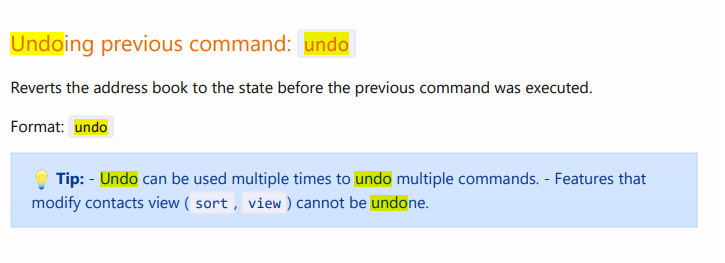 Undoing previous command: undo
Reverts the address book to the state before the previous command was executed.
Format: undo
💡 Tip: - Undo can be used multiple times to undo multiple commands. - Features that
modify contacts view ( sort , view ) cannot be undone.